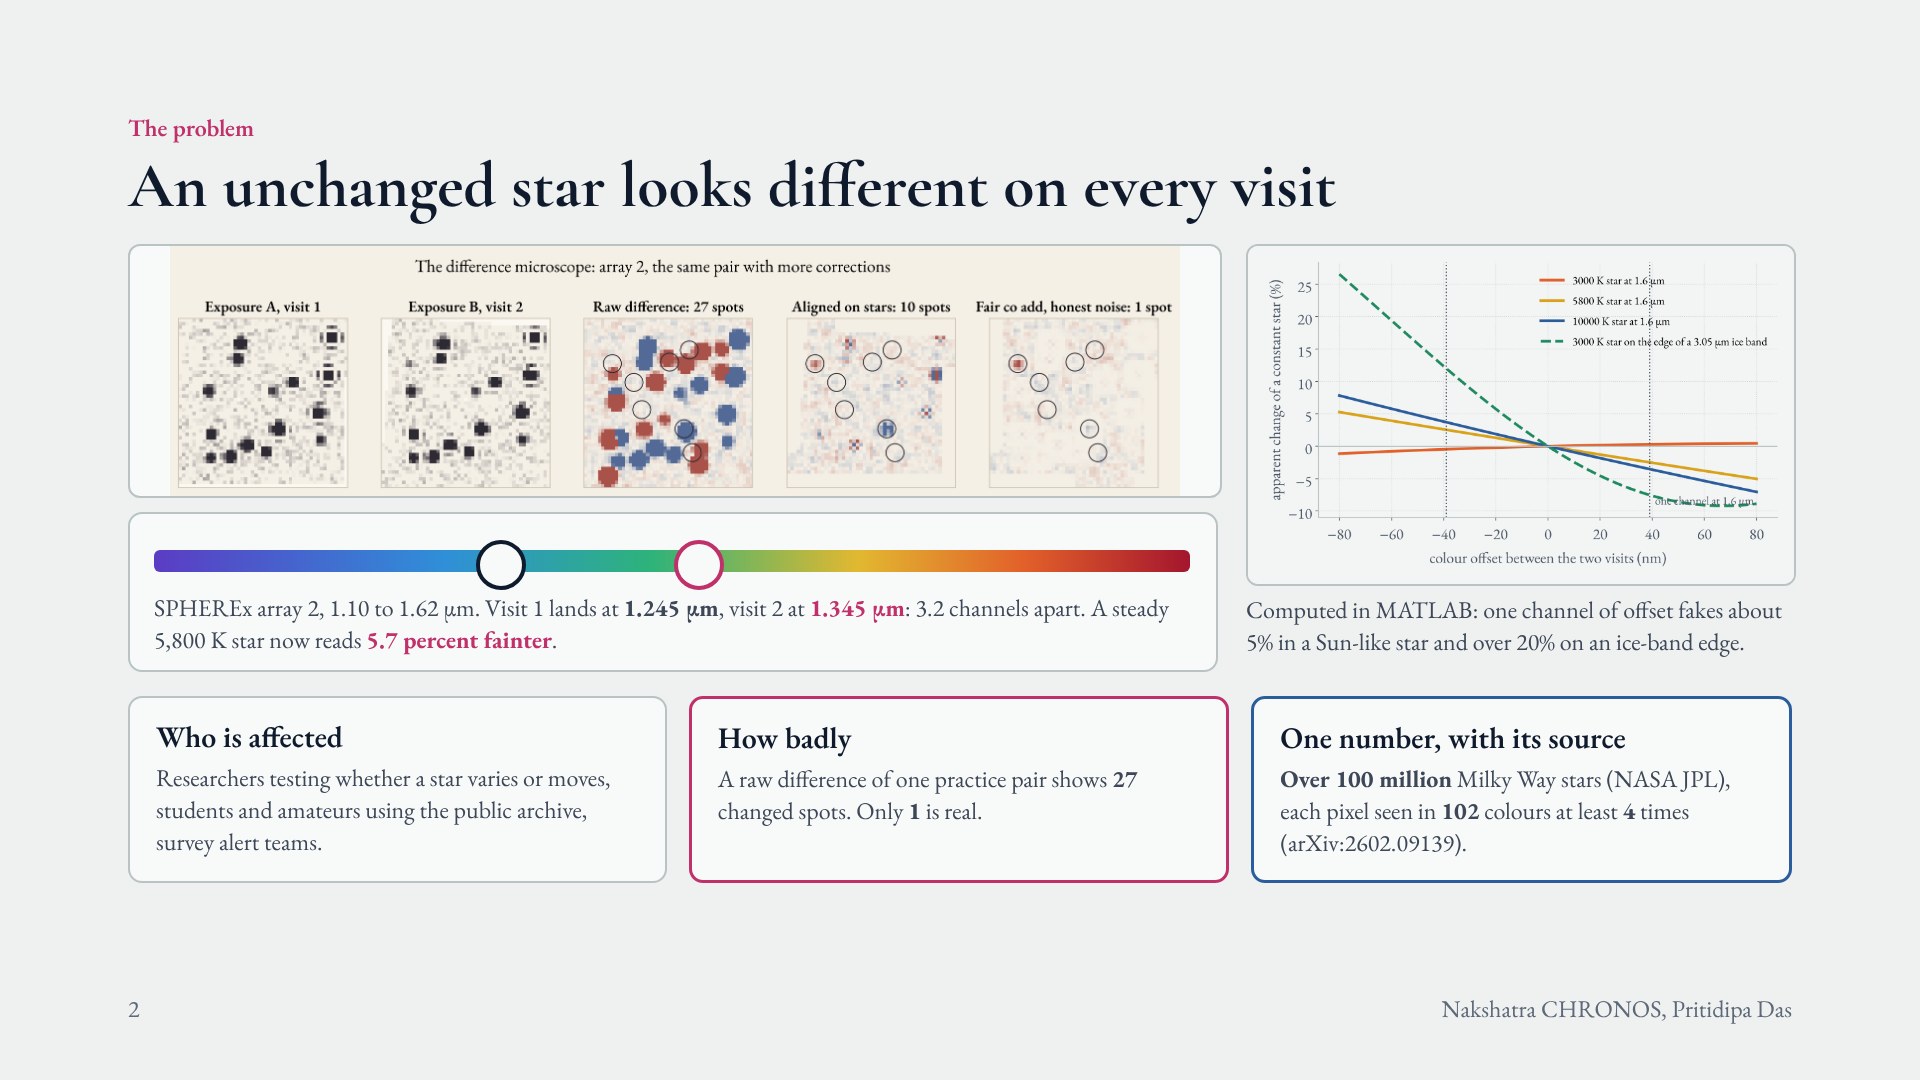 The problem
An unchanged star looks different on every visit
The difference microscope: array 2, the same pair with more corrections
Exposure A, visit 1
Exposure B, visit 2
Raw difference: 27 spots
Aligned on stars: 10 spots
Fair co add, honest noise: 1 spot
SPHEREx array 2, 1.10 to 1.62 µm. Visit 1 lands at 1.245 µm, visit 2 at 1.345 µm: 3.2 channels apart. A steady
5,800 K star now reads 5.7 percent fainter.
apparent change of a constant star (%)
25
20
15
10
5
0
−5
−10
3000 K star at 1.6 µm
5800 K star at 1.6 µm
10000 K star at 1.6 µm
3000 K star on the edge of a 3.05 µm ice band
one channel at 1.6 µm
−80 −60 −40 −20 0 20 40 60 80
colour offset between the two visits (nm)
Computed in MATLAB: one channel of offset fakes about
5% in a Sun-like star and over 20% on an ice-band edge.
Who is affected
Researchers testing whether a star varies or moves,
students and amateurs using the public archive,
survey alert teams.
How badly
A raw difference of one practice pair shows 27
changed spots. Only 1 is real.
One number, with its source
Over 100 million Milky Way stars (NASA JPL),
each pixel seen in 102 colours at least 4 times
(arXiv:2602.09139).
2
Nakshatra CHRONOS, Pritidipa Das